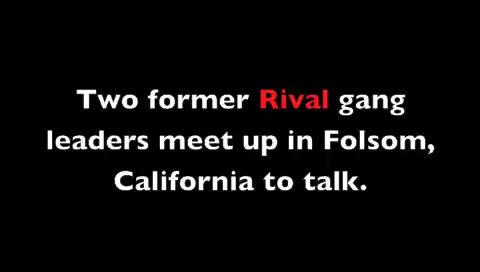 Two former Rival gang
leaders meet up in Folsom,
California to talk.